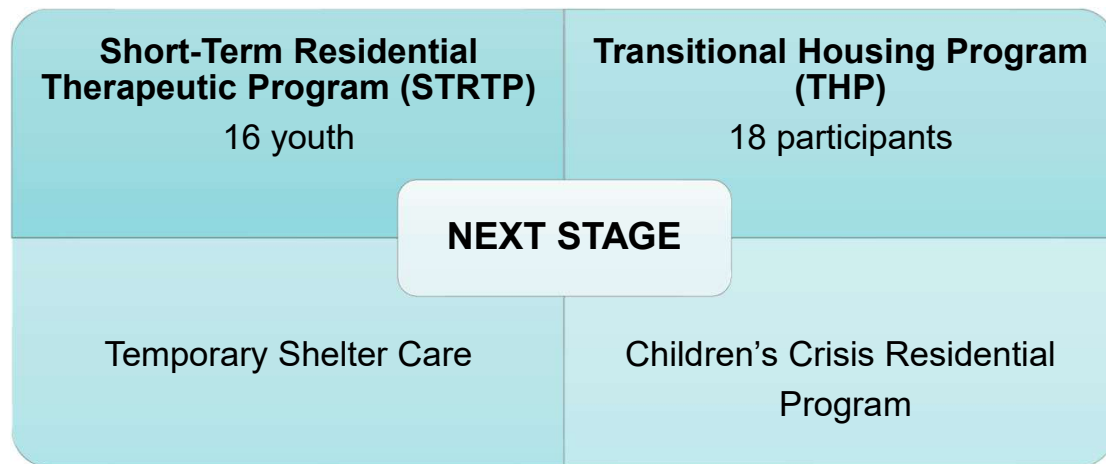 Short-Term Residential
Therapeutic Program (STRTP)
16 youth
Transitional Housing Program
(THP)
18 participants
NEXT STAGE
Temporary Shelter Care
Children’s Crisis Residential
Program